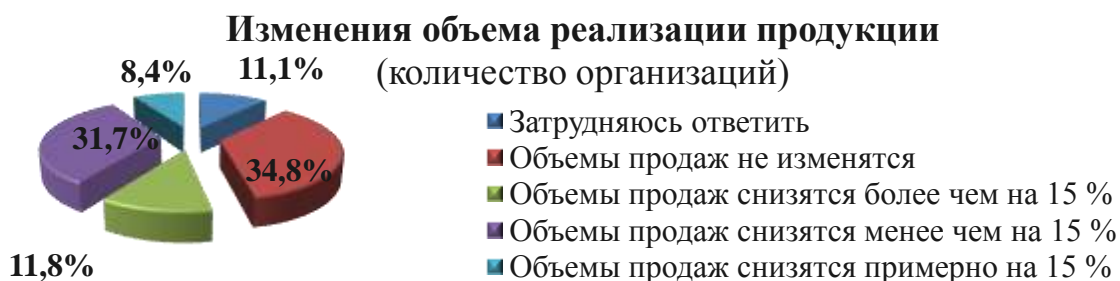 Изменения объема реализации продукции
(количество организаций)
8,4%
11,1%
31,7%
34,8%
11,8%
Затрудняюсь ответить
Объемы продаж не изменятся
Объемы продаж снизятся более чем на 15 %
Объемы продаж снизятся менее чем на 15 %
Объемы продаж снизятся примерно на 15 %